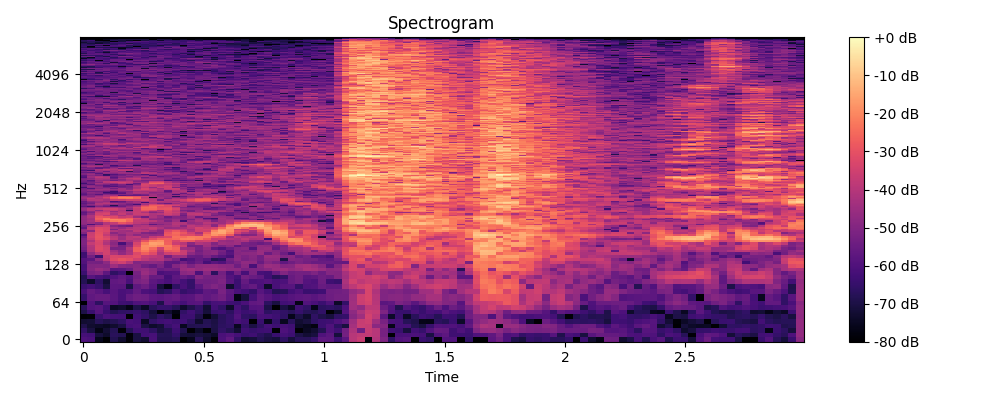 Spectrogram
Hz
4096
2048
1024
512
256
128
64
0
0
0.5
1
1.5
2
2.5
Time
+0 dB
-10 dB
-20 dB
-30 dB
-40 dB
-50 dB
-60 dB
-70 dB
-80 dB